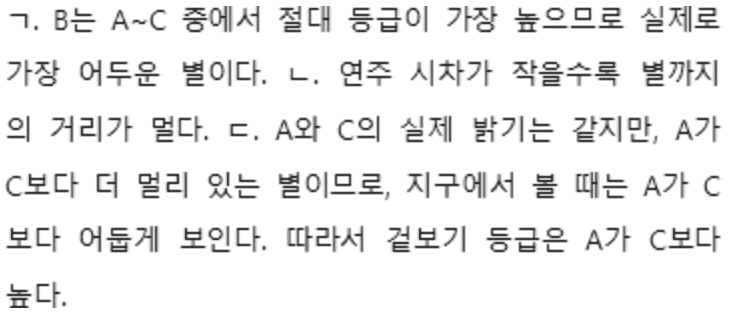 ㄱ. B는 A~C 중에서 절대 등급이 가장 높으므로 실제로
가장 어두운 별이다. ㄴ. 연주 시차가 작을수록 별까지
의 거리가 멀다. ㄷ. A와 C의 실제 밝기는 같지만, A가
C보다 더 멀리 있는 별이므로, 지구에서 볼 때는 A가 C
보다 어둡게 보인다. 따라서 겉보기 등급은 A가 C보다
높다.